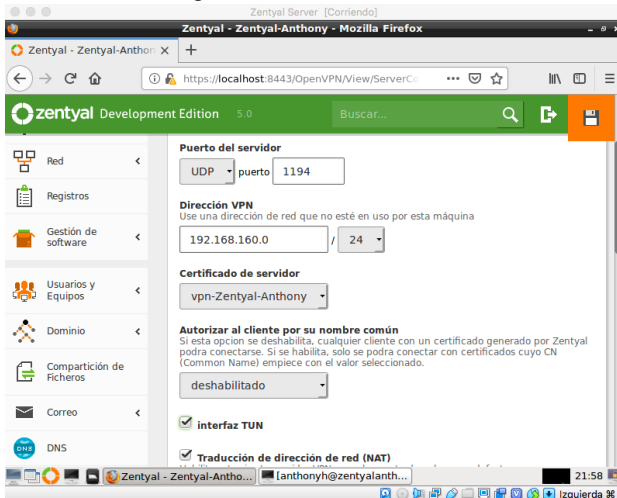 Zentyal Server [Corriendo]
Zentyal - Zentyal-Anthony - Mozilla Firefox
Zentyal - Zentyal-Anthon
https://localhost:8443/OpenVPN/View/ServerCo
zentyal Development Edition 5.0
Buscar...
Red
Registros
Gestión de
software
Usuarios y
Equipos
Dominio
Compartición de
Ficheros
Correo
DNS
Puerto del servidor
UDP puerto 1194
Dirección VPN
Use una dirección de red que no esté en uso por esta máquina
192.168.160.0 / 24
Certificado de servidor
vpn-Zentyal-Anthony
Autorizar al cliente por su nombre común
Si esta opcion se deshabilita, cualquier cliente con un certificado generado por Zentyal
podra conectarse. Si se habilita, solo se podra conectar con certificados cuyo CN
(Common Name) empiece con el valor seleccionado.
deshabilitado
interfaz TUN
Traducción de dirección de red (NAT)
Zentyal - Zentyal-Antho...
[anthonyh@zentyalanth...
21:58
Izquierda ⌘